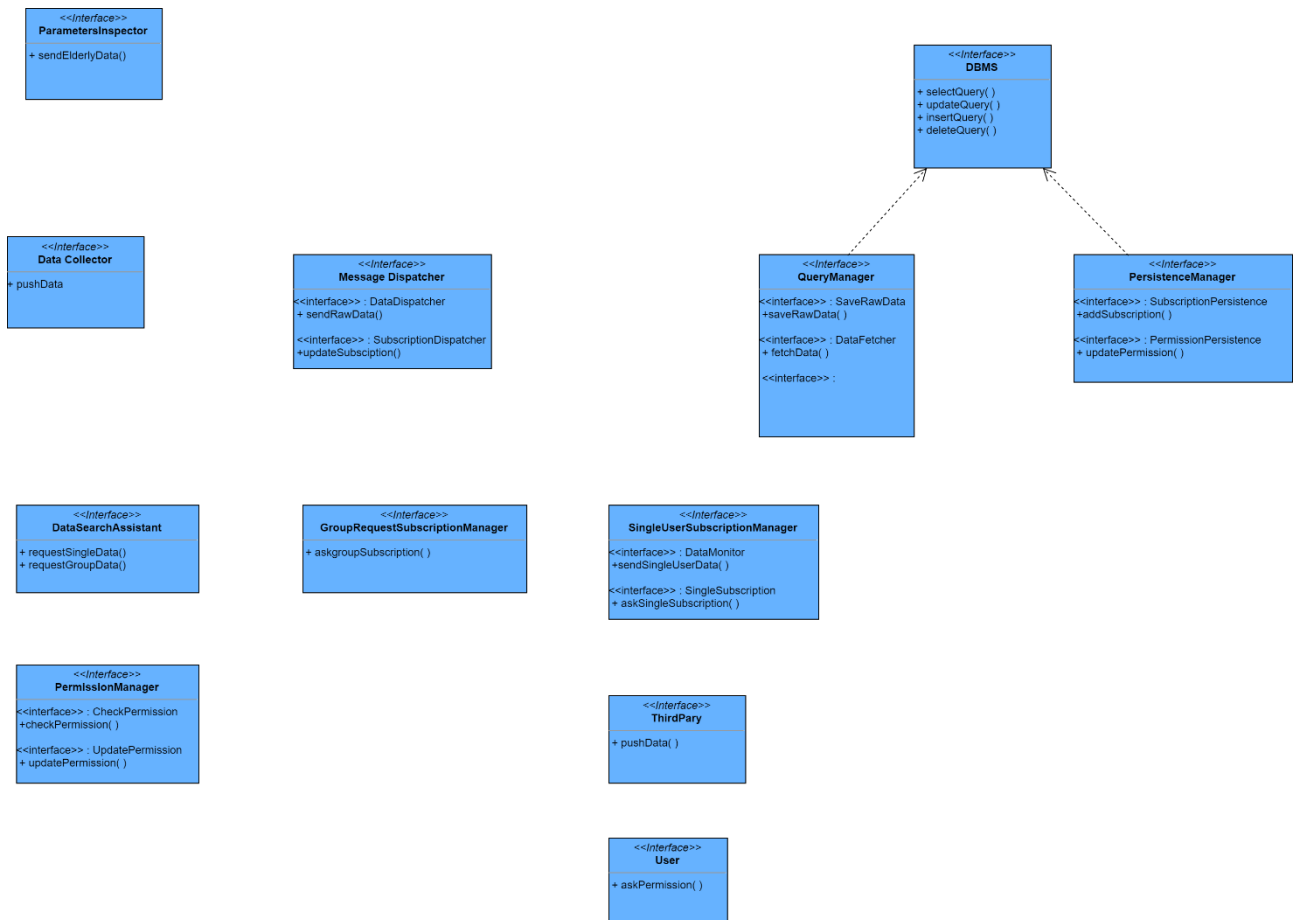 <<Interface>>
ParametersInspector
+ sendElderlyData()
<<Interface>>
DBMS
+ selectQuery( )
+ updateQuery( )
+ insertQuery( )
+ deleteQuery( )
<<Interface>>
Data Collector
+ pushData
<<Interface>>
Message Dispatcher
<<interface>> : DataDispatcher
+ sendRawData()
<<interface>> : SubscriptionDispatcher
+updateSubsciption()
<<Interface>>
QueryManager
<<interface>> : SaveRawData
+saveRawData( )
<<interface>> : DataFetcher
+ fetchData( )
<<interface>> :
<<Interface>>
PersistenceManager
<<interface>> : SubscriptionPersistence
+addSubscription( )
<<interface>> : PermissionPersistence
+ updatePermission( )
<<Interface>>
DataSearchAssistant
+ requestSingleData()
+ requestGroupData()
<<Interface>>
GroupRequestSubscriptionManager
+ askgroupSubscription( )
<<Interface>>
SingleUserSubscriptionManager
<<interface>> : DataMonitor
+sendSingleUserData( )
<<interface>> : SingleSubscription
+ askSingleSubscription( )
<<Interface>>
PermissionManager
<<interface>> : CheckPermission
+checkPermission( )
<<interface>> : UpdatePermission
+ updatePermission( )
<<Interface>>
ThirdPary
+ pushData( )
<<Interface>>
User
+ askPermission( )